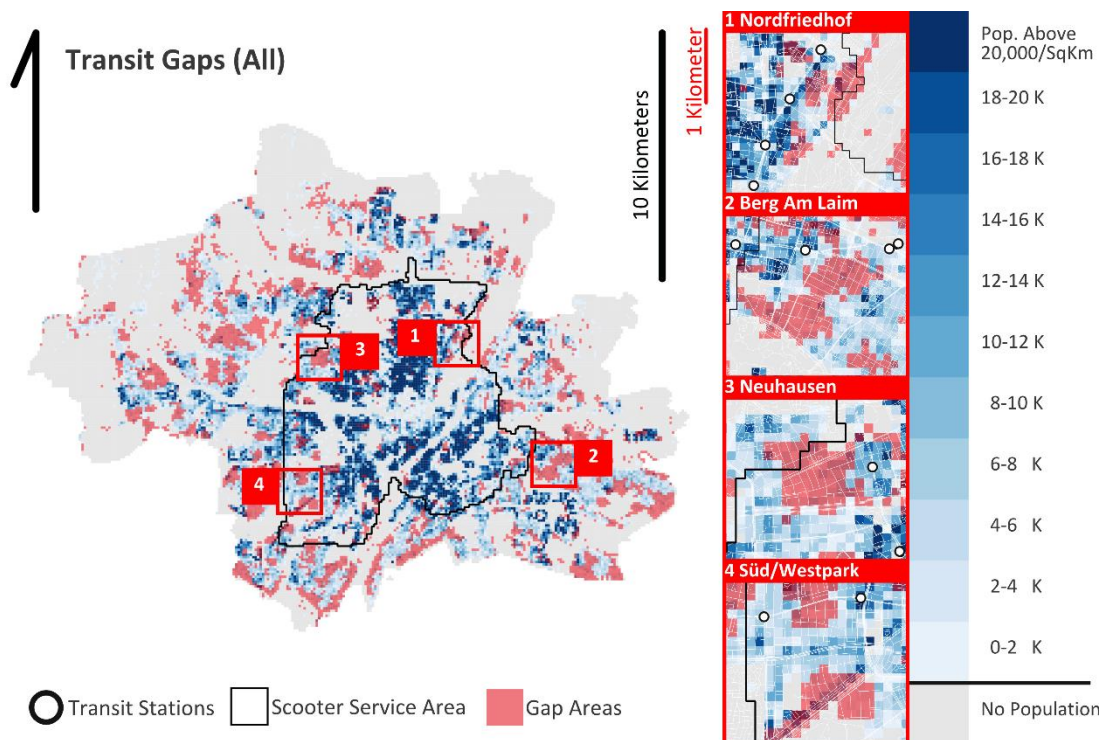 Transit Gaps (All)
10 Kilometers
1 Kilometer
1
2
3
4
Transit Stations
Scooter Service Area
Gap Areas
1 Nordfriedhof
2 Berg Am Laim
3 Neuhausen
4 Süd/Westpark
Pop. Above
20,000/SqKm
18-20 K
16-18 K
14-16 K
12-14 K
10-12 K
8-10 K
6-8 K
4-6 K
2-4 K
0-2 K
No Population